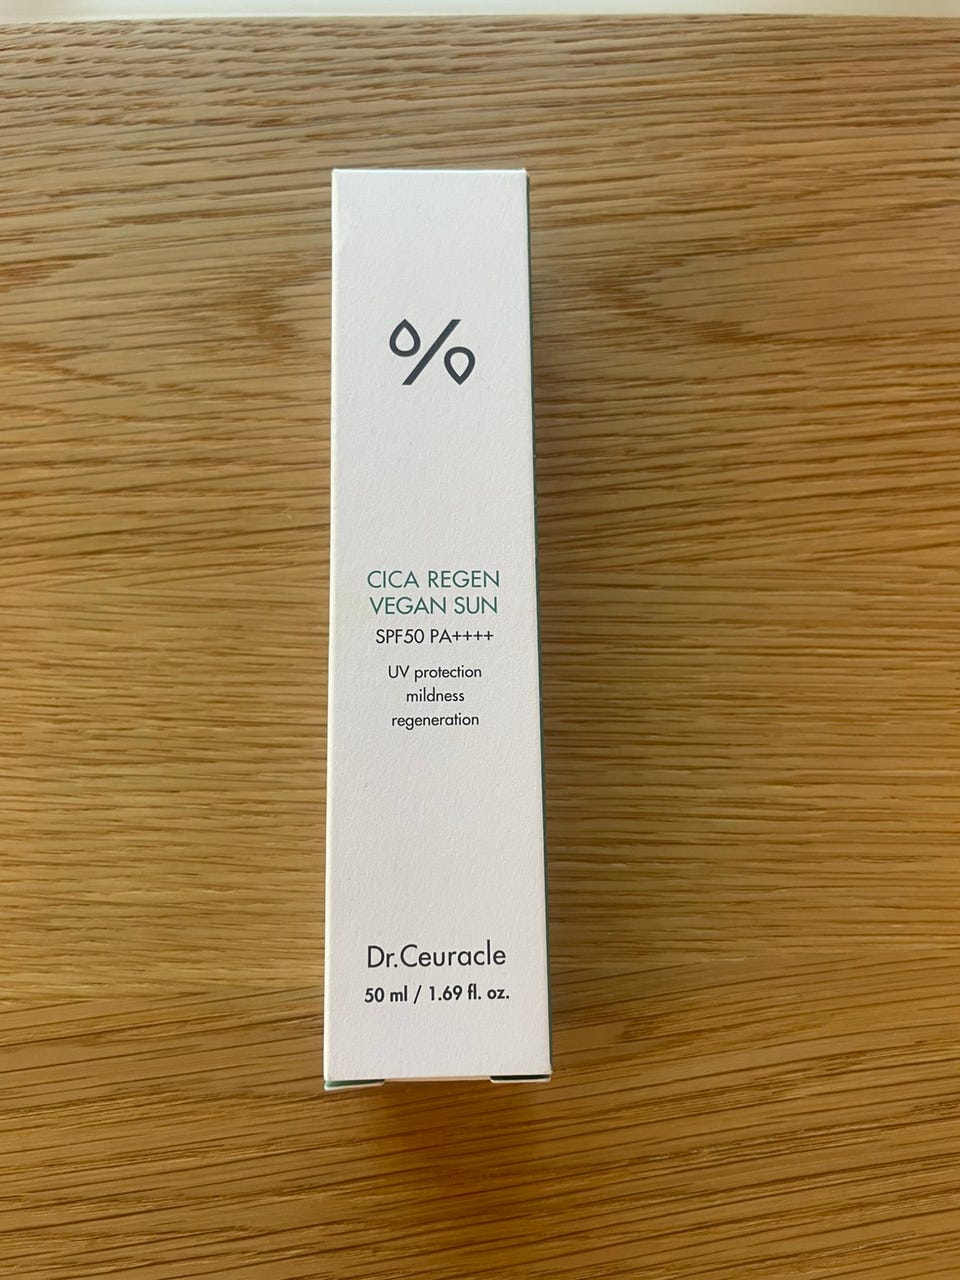 %
CICA REGEN
VEGAN SUN
SPF50 PA++++
UV protection
mildness
regeneration
Dr.Ceuracle
50 ml / 1.69 fl. oz.